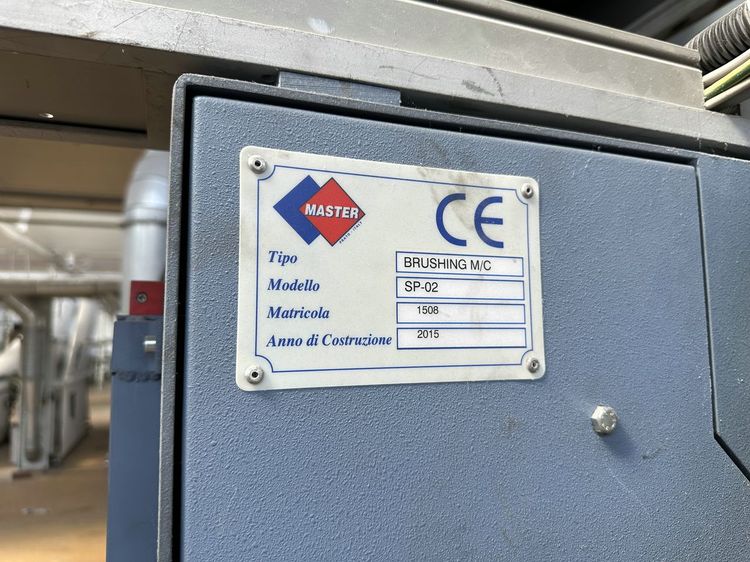 MASTER
CE
Tipo BRUSHING M/C
Modello SP-02
Matricola 1508
Anno di Costruzione 2015